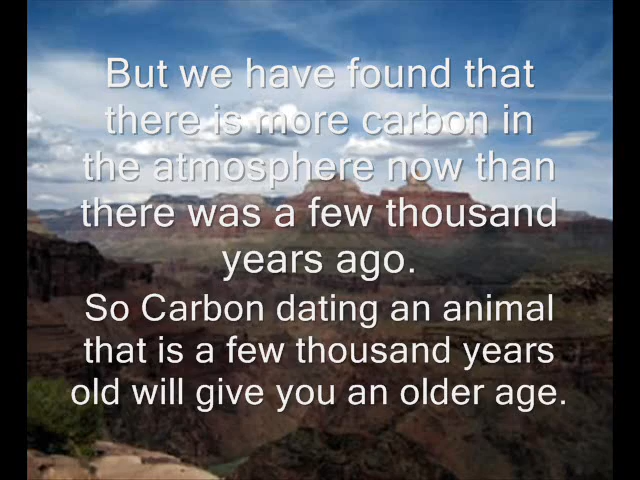 But we have found that
there is more carbon in
the atmosphere now than
there was a few thousand
years ago.
So Carbon dating an animal
that is a few thousand years
old will give you an older age.